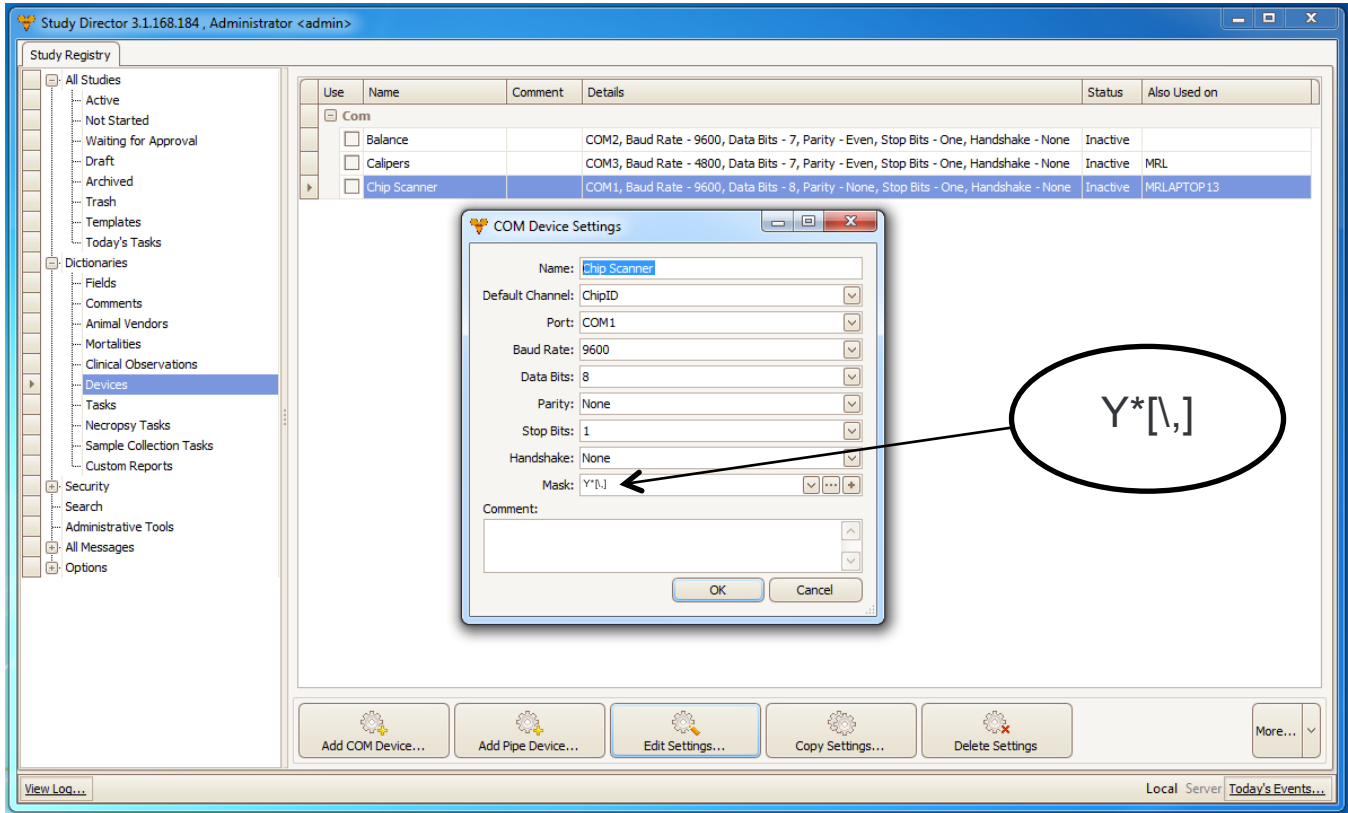 Study Director 3.1.168.184 , Administrator <admin>
Study Registry
All Studies
Active
Not Started
Waiting for Approval
Draft
Archived
Trash
Templates
Today's Tasks
Dictionaries
Fields
Comments
Animal Vendors
Mortalities
Clinical Observations
Devices
Tasks
Necropsy Tasks
Sample Collection Tasks
Custom Reports
Security
Search
Administrative Tools
All Messages
Options
Use Name Comment Details Status Also Used on
Com
Balance COM2, Baud Rate - 9600, Data Bits - 7, Parity - Even, Stop Bits - One, Handshake - None Inactive
Calipers COM3, Baud Rate - 4800, Data Bits - 7, Parity - Even, Stop Bits - One, Handshake - None Inactive MRL
Chip Scanner COM1, Baud Rate - 9600, Data Bits - 8, Parity - None, Stop Bits - One, Handshake - None Inactive MRLAPTOP13
COM Device Settings
Name: Chip Scanner
Default Channel: ChipID
Port: COM1
Baud Rate: 9600
Data Bits: 8
Parity: None
Stop Bits: 1
Handshake: None
Mask: Y*[\,]
Comment:
OK Cancel
Y*[\,]
Add COM Device... Add Pipe Device... Edit Settings... Copy Settings... Delete Settings More...
View Log... Local Server Today's Events...